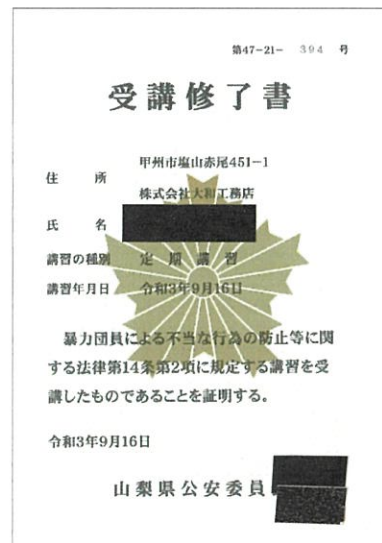 第47-21- 394 号
受講修了書
住所 甲州市塩山赤尾451-1
株式会社大和工務店
氏名
講習の種別 定期講習
講習年月日 令和3年9月16日
暴力団員による不当な行為の防止等に関
する法律第14条第2項に規定する講習を受
講したものであることを証明する。
令和3年9月16日
山梨県公安委員